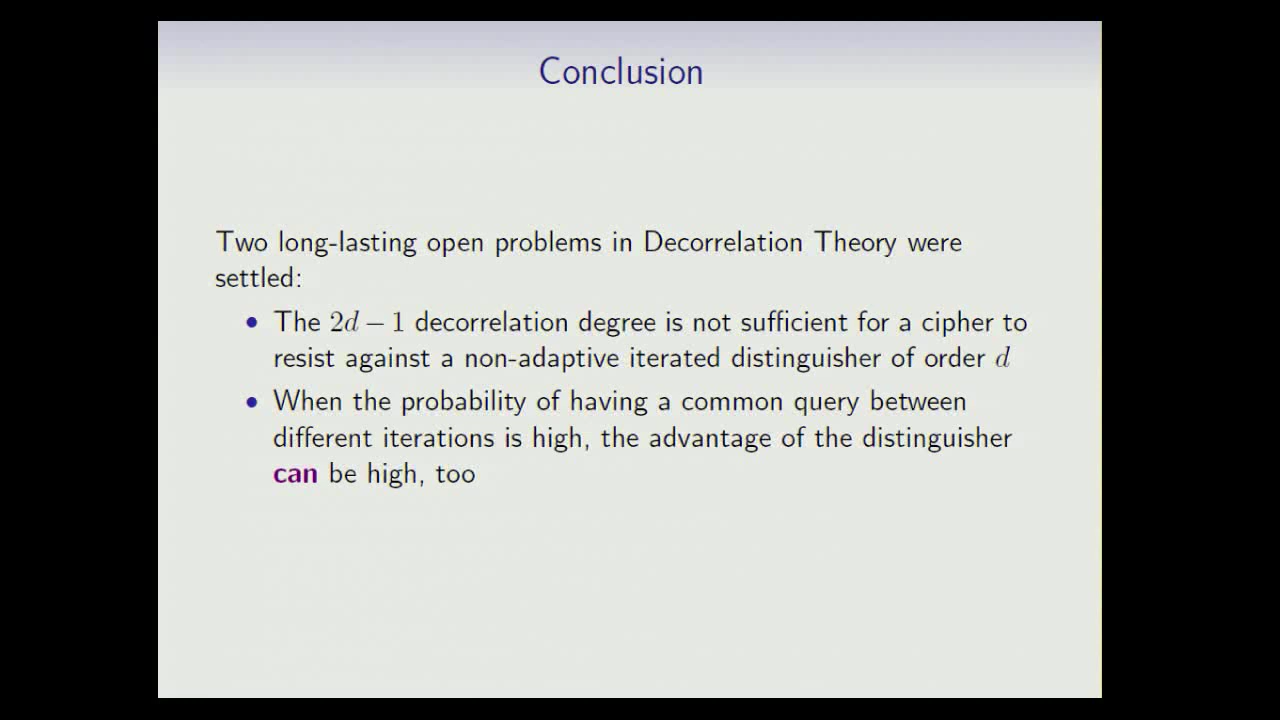 Conclusion
Two long-lasting open problems in Decorrelation Theory were
settled:
• The 2d − 1 decorrelation degree is not sufficient for a cipher to
resist against a non-adaptive iterated distinguisher of order d
• When the probability of having a common query between
different iterations is high, the advantage of the distinguisher
can be high, too